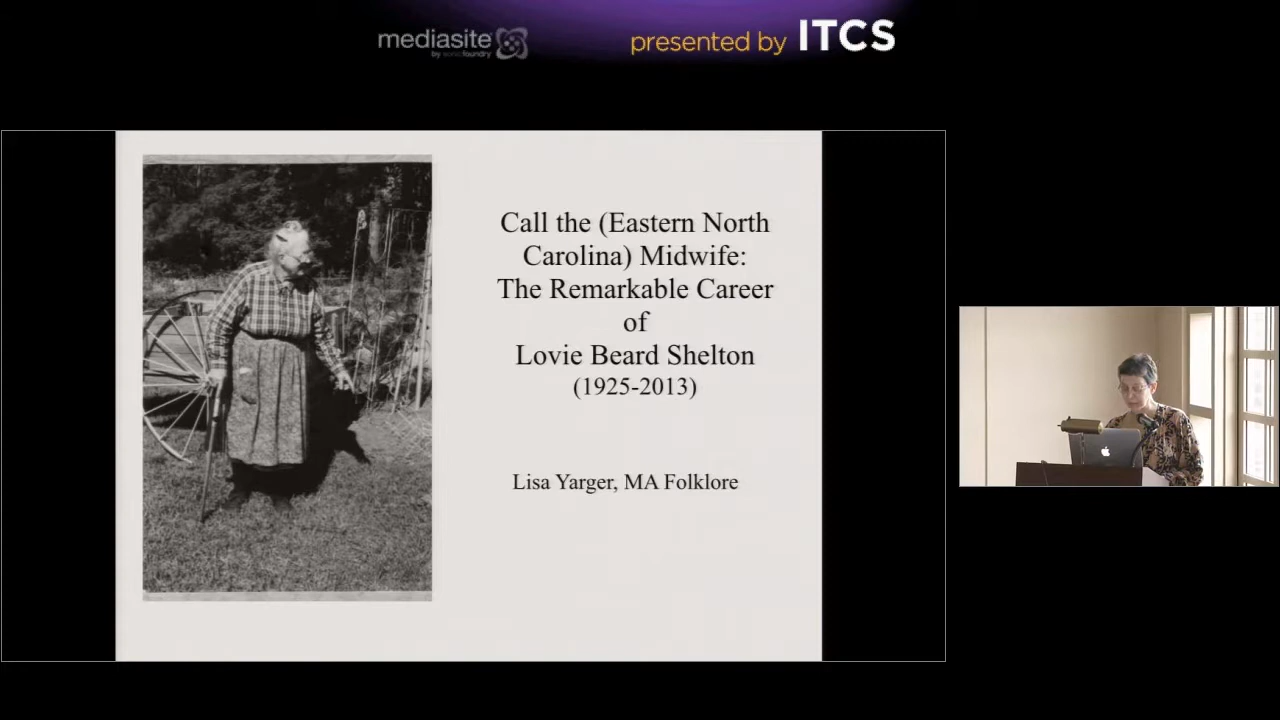 mediasite
by sonic foundry
presented by ITCS
Call the (Eastern North
Carolina) Midwife:
The Remarkable Career
of
Lovie Beard Shelton
(1925-2013)
Lisa Yarger, MA Folklore